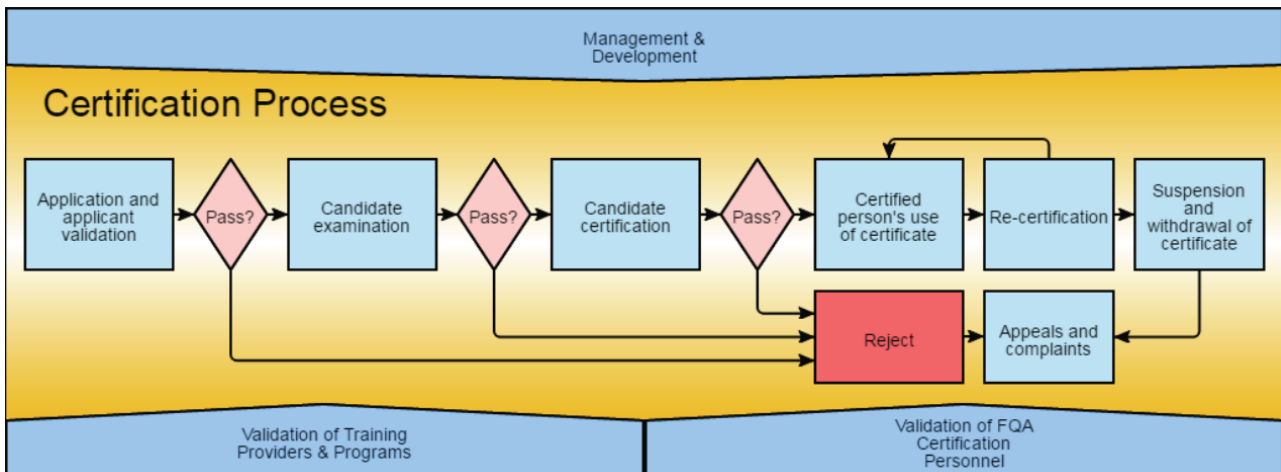 Management &
Development
Certification Process
Application and
applicant
validation
Pass?
Candidate
examination
Pass?
Candidate
certification
Pass?
Certified
person's use
of certificate
Re-certification
Suspension
and
withdrawal of
certificate
Reject
Appeals and
complaints
Validation of Training
Providers & Programs
Validation of FQA
Certification
Personnel